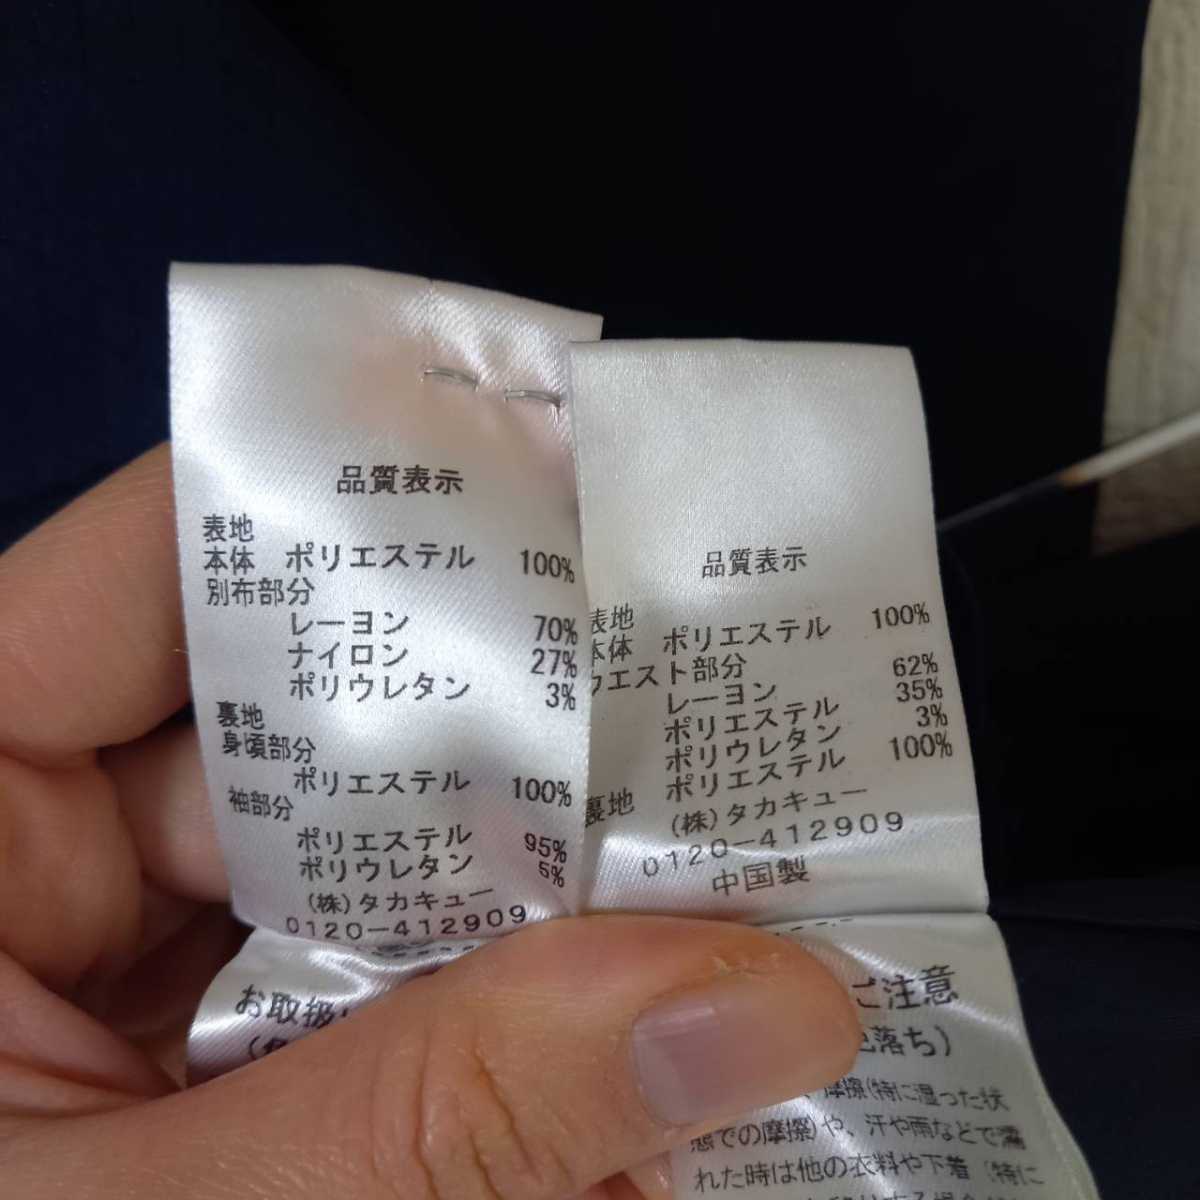 品質表示
表地
本体 ポリエステル 100%
別布部分
レーヨン 70%
ナイロン 27%
ポリウレタン 3%
裏地
身頃部分
ポリエステル 100%
袖部分
ポリエステル 95%
ポリウレタン 5%
(株)タカキュー
0120-412909
お取扱い
品質表示
表地
本体 ポリエステル 100%
ウエスト部分
レーヨン 62%
ポリエステル 35%
ポリウレタン 3%
裏地 ポリエステル 100%
(株)タカキュー
0120-412909
中国製
ご注意
色落ち)
、摩擦(特に湿った状
態での摩擦)や、汗や雨などで濡
れた時は他の衣料や下着(特に